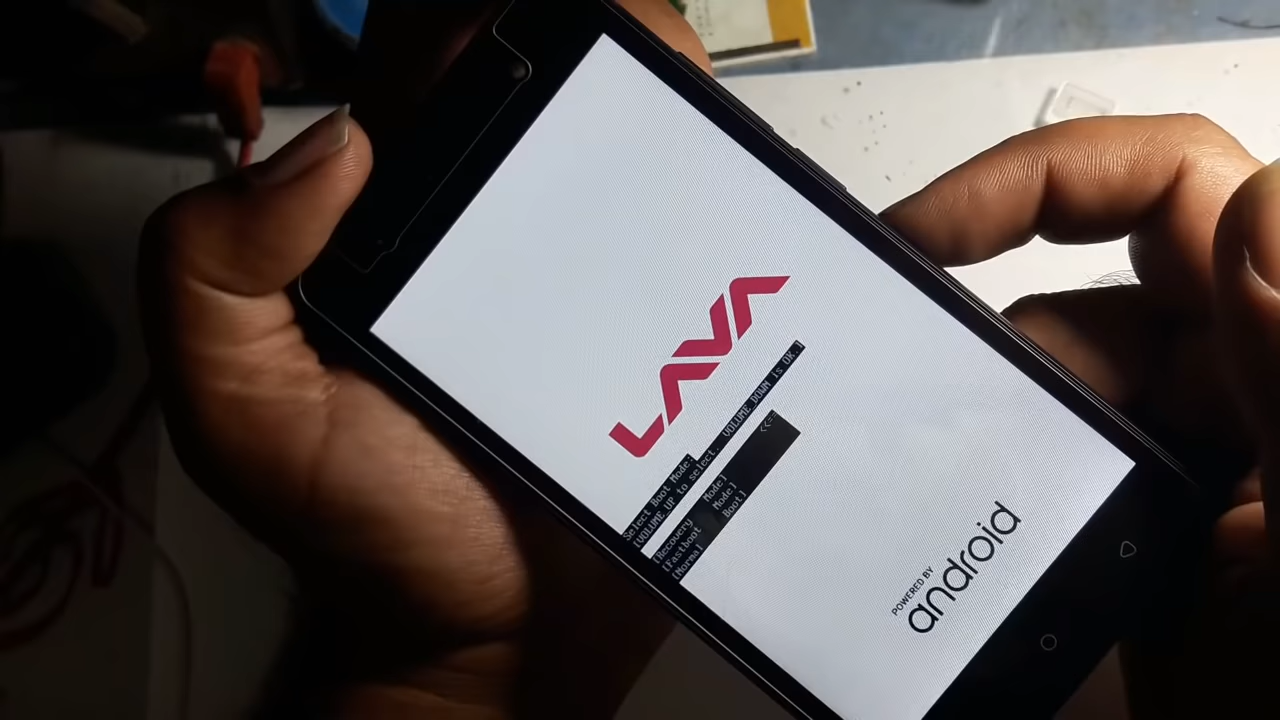 LAVA
Select Boot Mode:
[VOLUME_UP to select. VOLUME_DOWN is OK.]
[Recovery Mode] <<==
[Fastboot Mode]
[Normal Boot]
POWERED BY
android